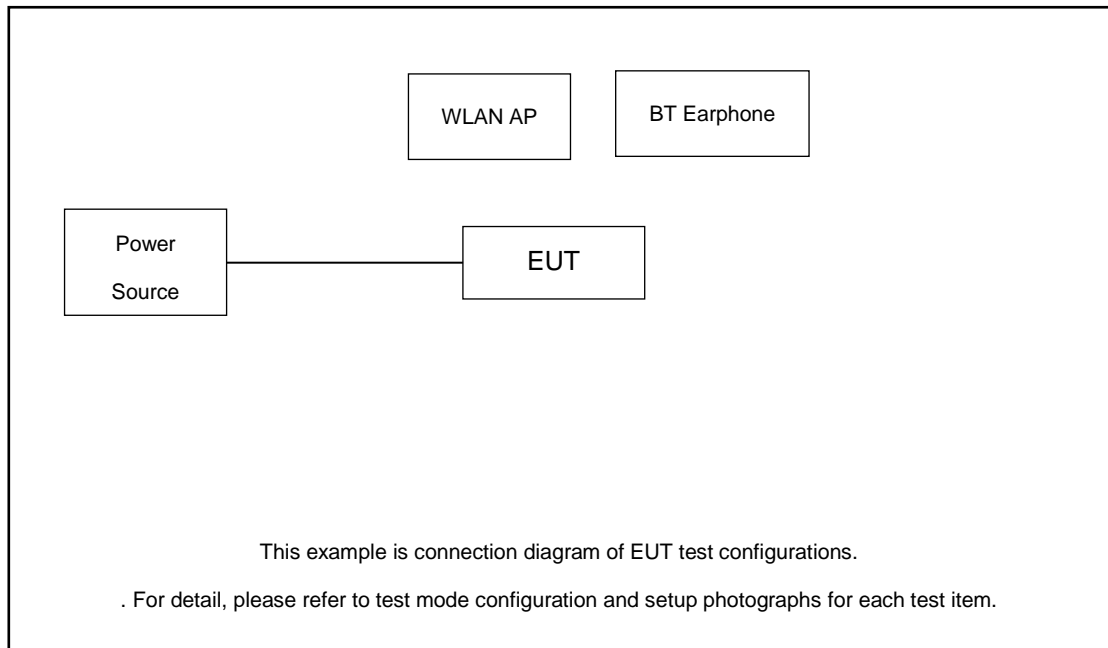 WLAN AP
BT Earphone
Power
Source
EUT
This example is connection diagram of EUT test configurations.
. For detail, please refer to test mode configuration and setup photographs for each test item.